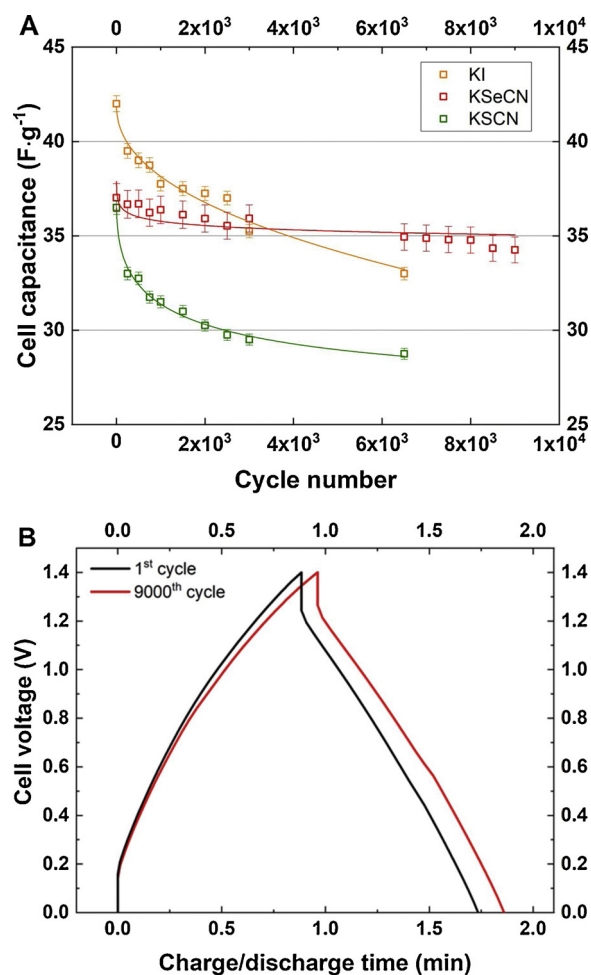 A
0 2x10³ 4x10³ 6x10³ 8x10³ 1x10⁴
Cell capacitance (F·g⁻¹)
45 45
40 40
35 35
30 30
25 25
KI
KSeCN
KSCN
0 2x10³ 4x10³ 6x10³ 8x10³ 1x10⁴
Cycle number
B
0.0 0.5 1.0 1.5 2.0
Cell voltage (V)
1ˢᵗ cycle
9000ᵗʰ cycle
1.4 1.4
1.2 1.2
1.0 1.0
0.8 0.8
0.6 0.6
0.4 0.4
0.2 0.2
0.0 0.0
0.0 0.5 1.0 1.5 2.0
Charge/discharge time (min)